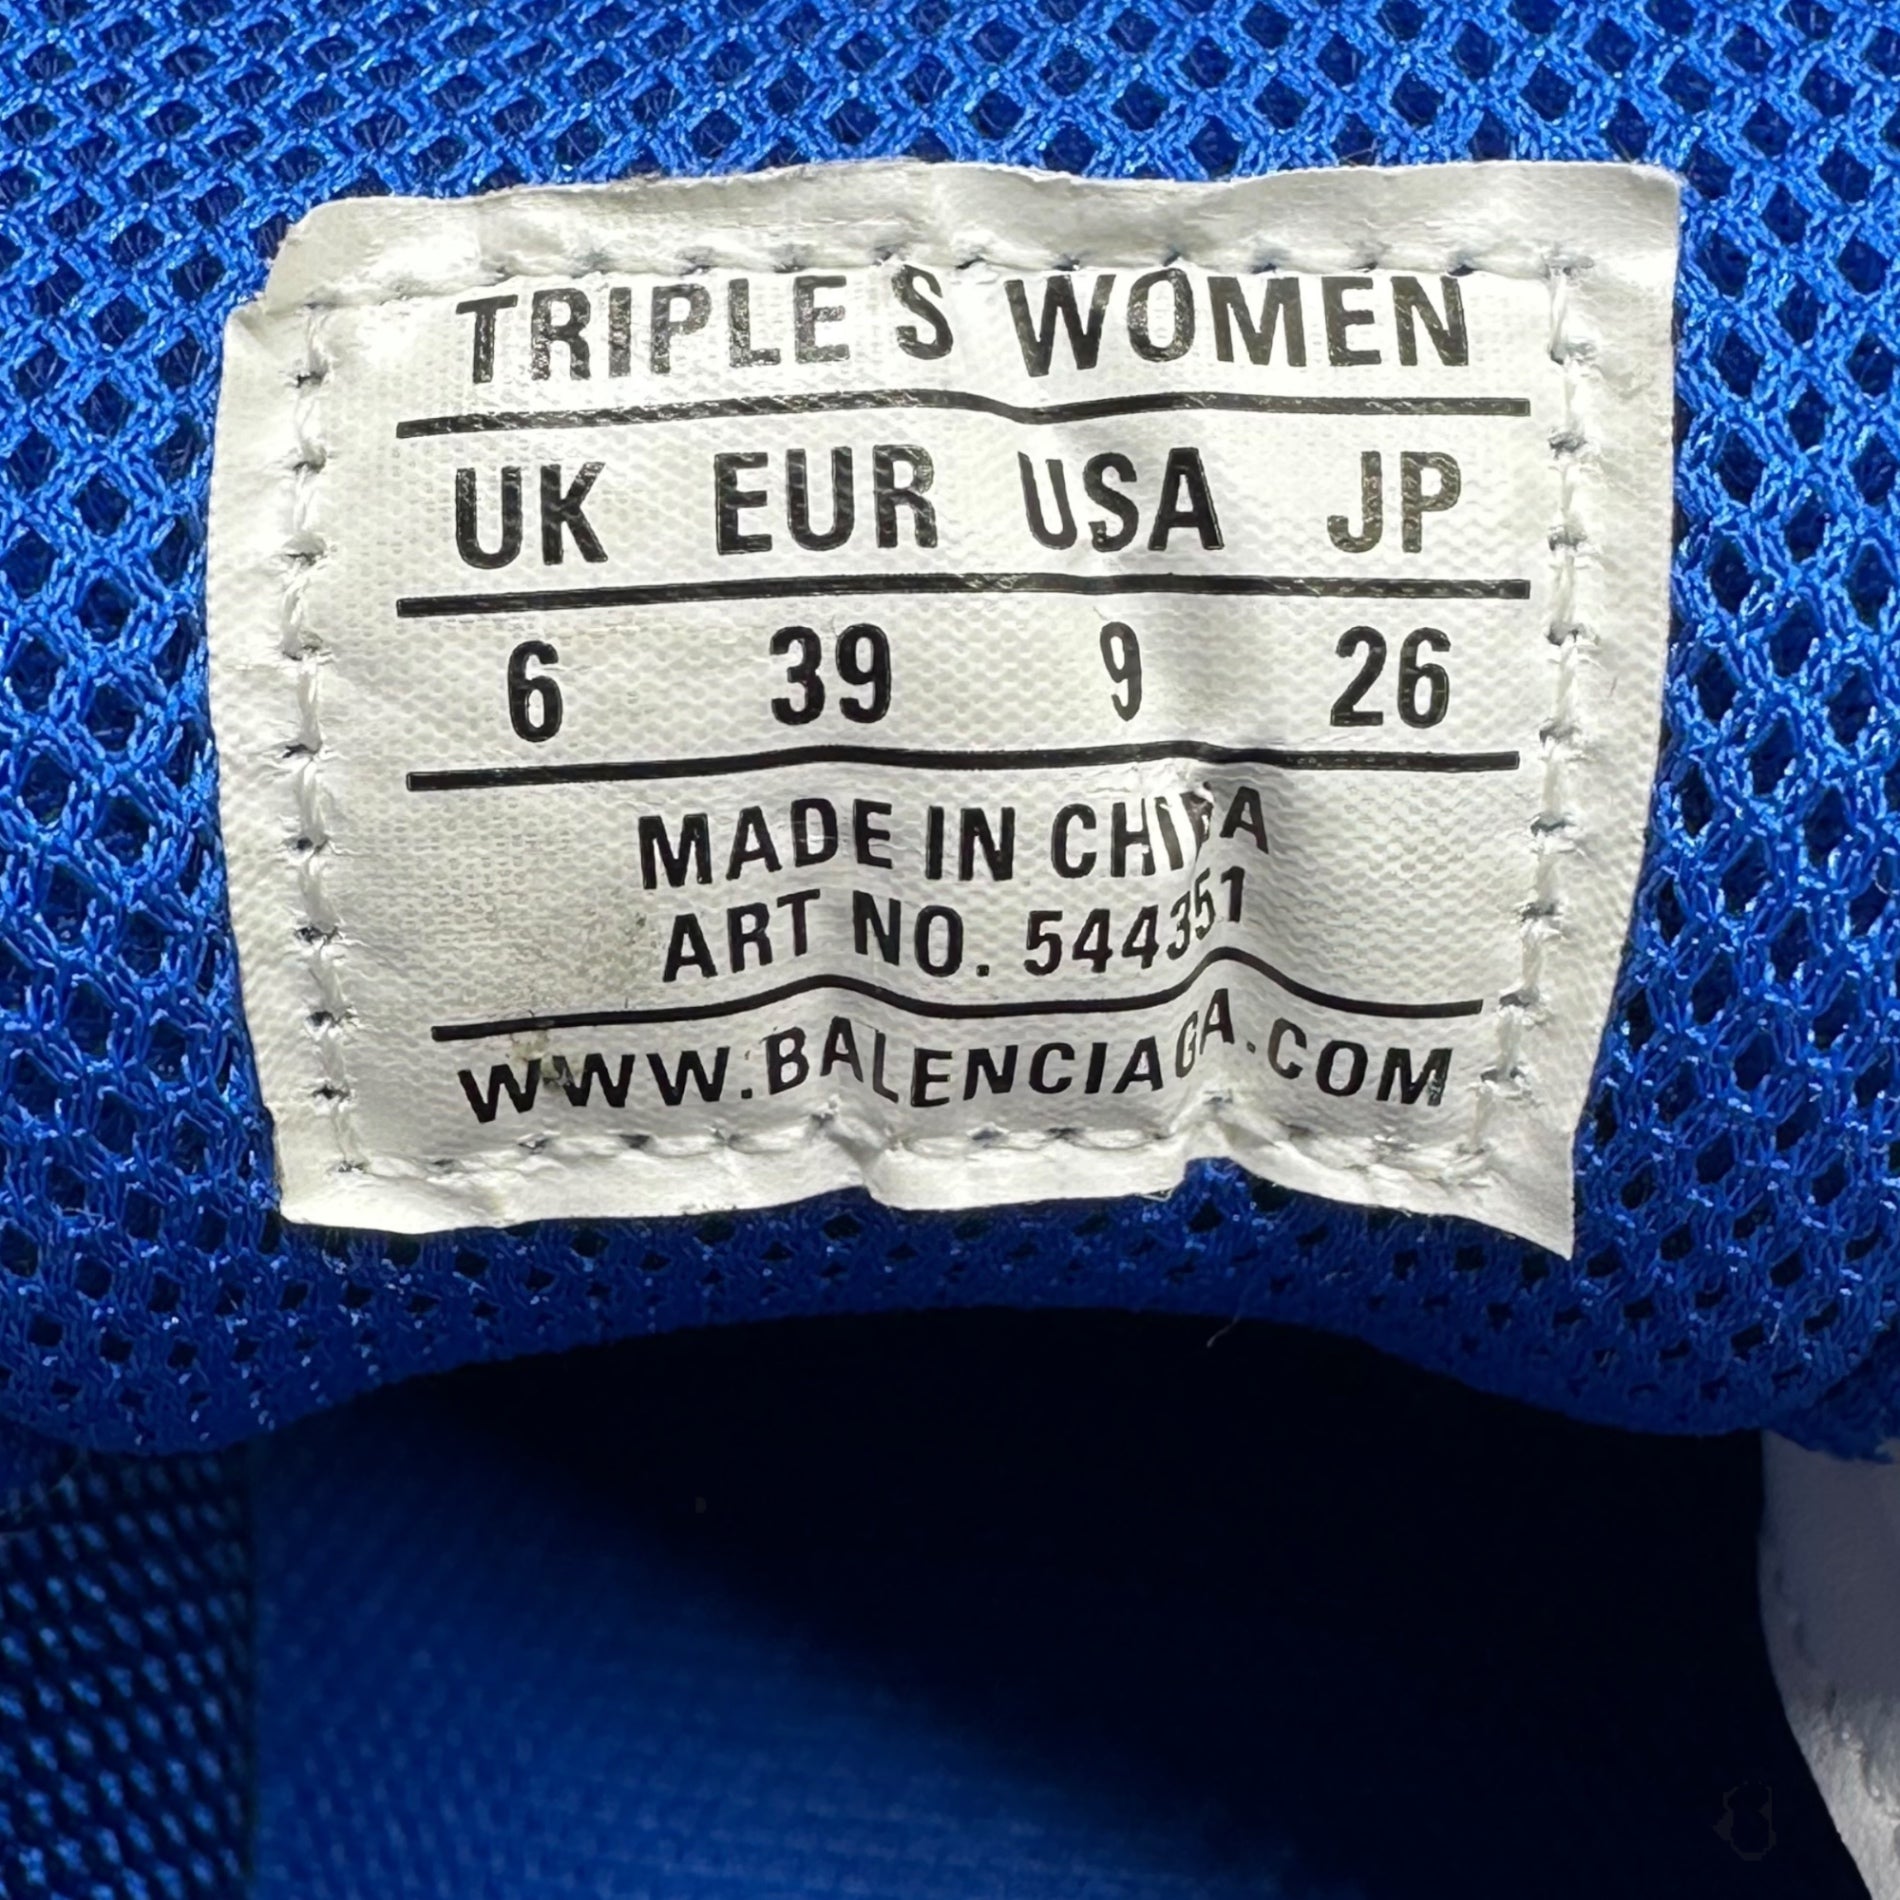 TRIPLE S WOMEN
UK EUR USA JP
6 39 9 26
MADE IN CHINA
ART NO. 544351
WWW.BALENCIAGA.COM